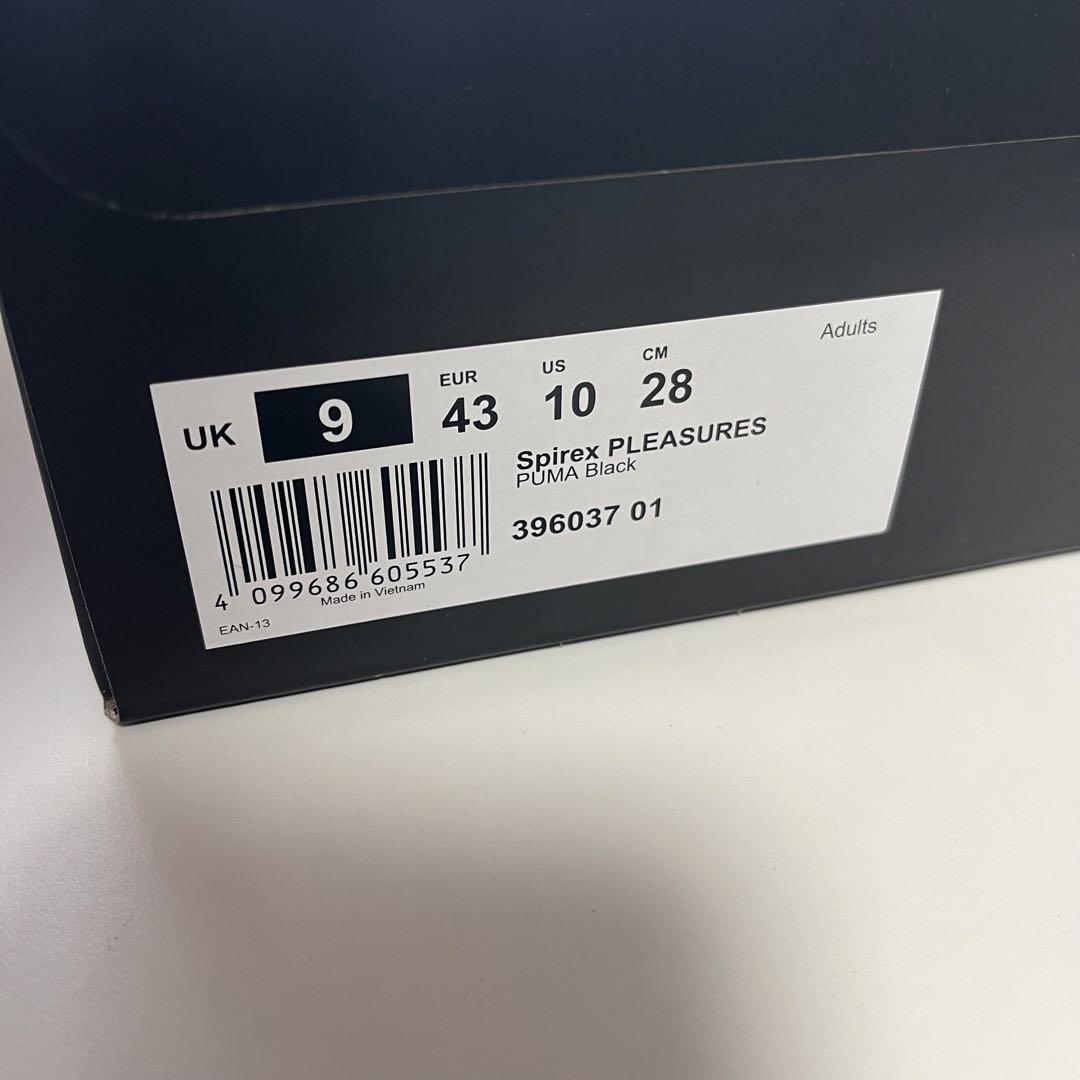 Adults
UK 9 EUR 43 US 10 CM 28
Spirex PLEASURES
PUMA Black
396037 01
4 099686 605537
Made in Vietnam
EAN-13